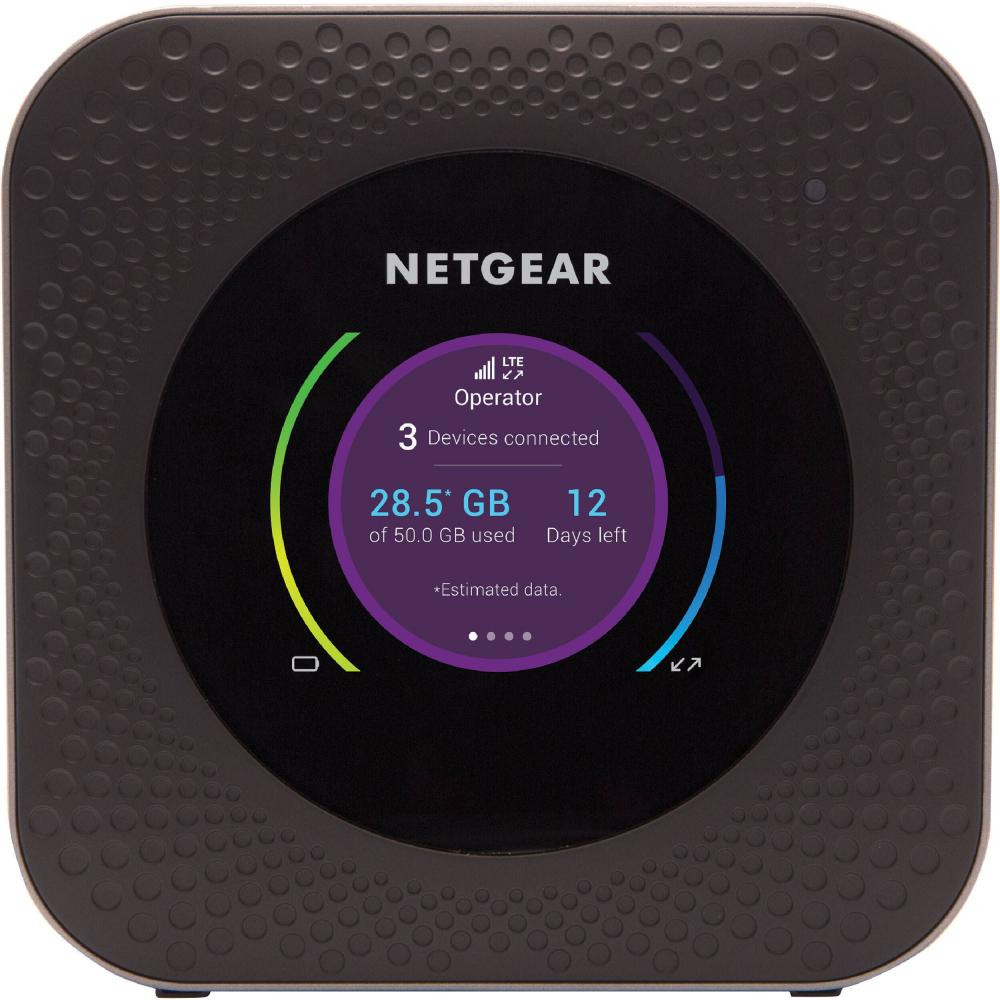 NETGEAR
LTE
Operator
3 Devices connected
28.5* GB 12
of 50.0 GB used Days left
*Estimated data.